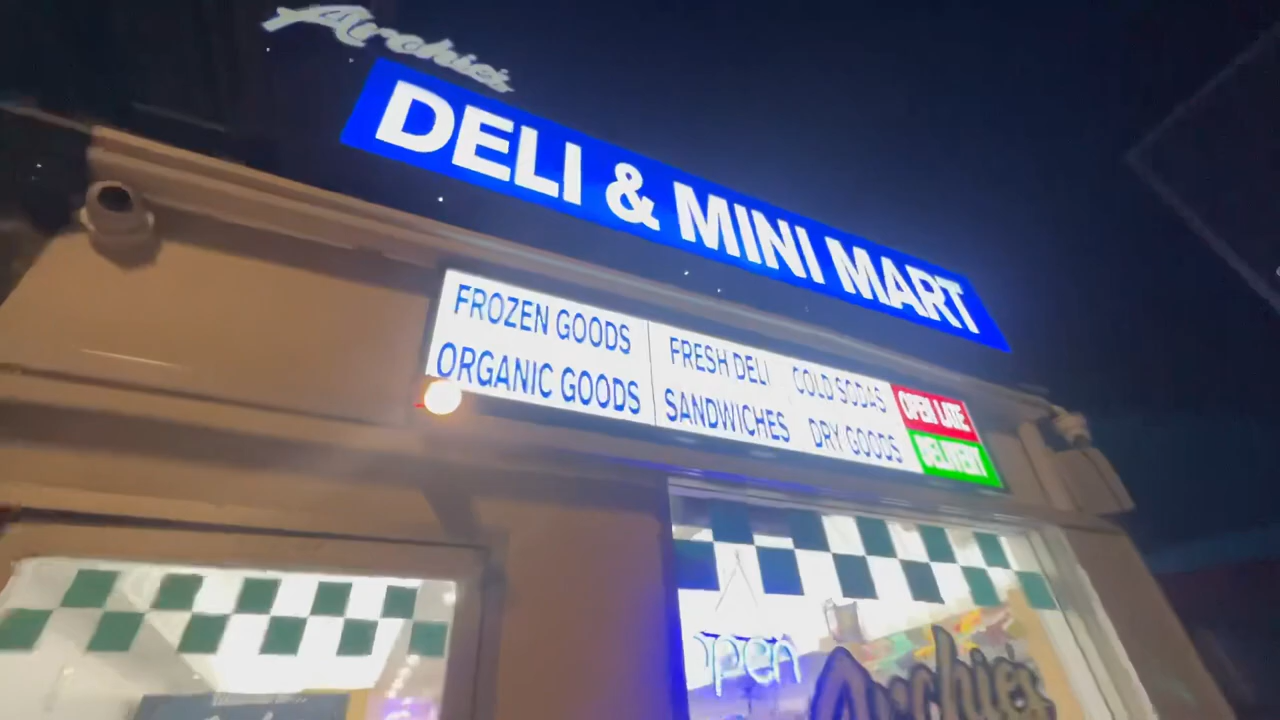 Archie's
DELI & MINI MART
FROZEN GOODS
ORGANIC GOODS
FRESH DELI
SANDWICHES
COLD SODAS
DRY GOODS
OPEN LATE
DELIVERY
open
Archie's